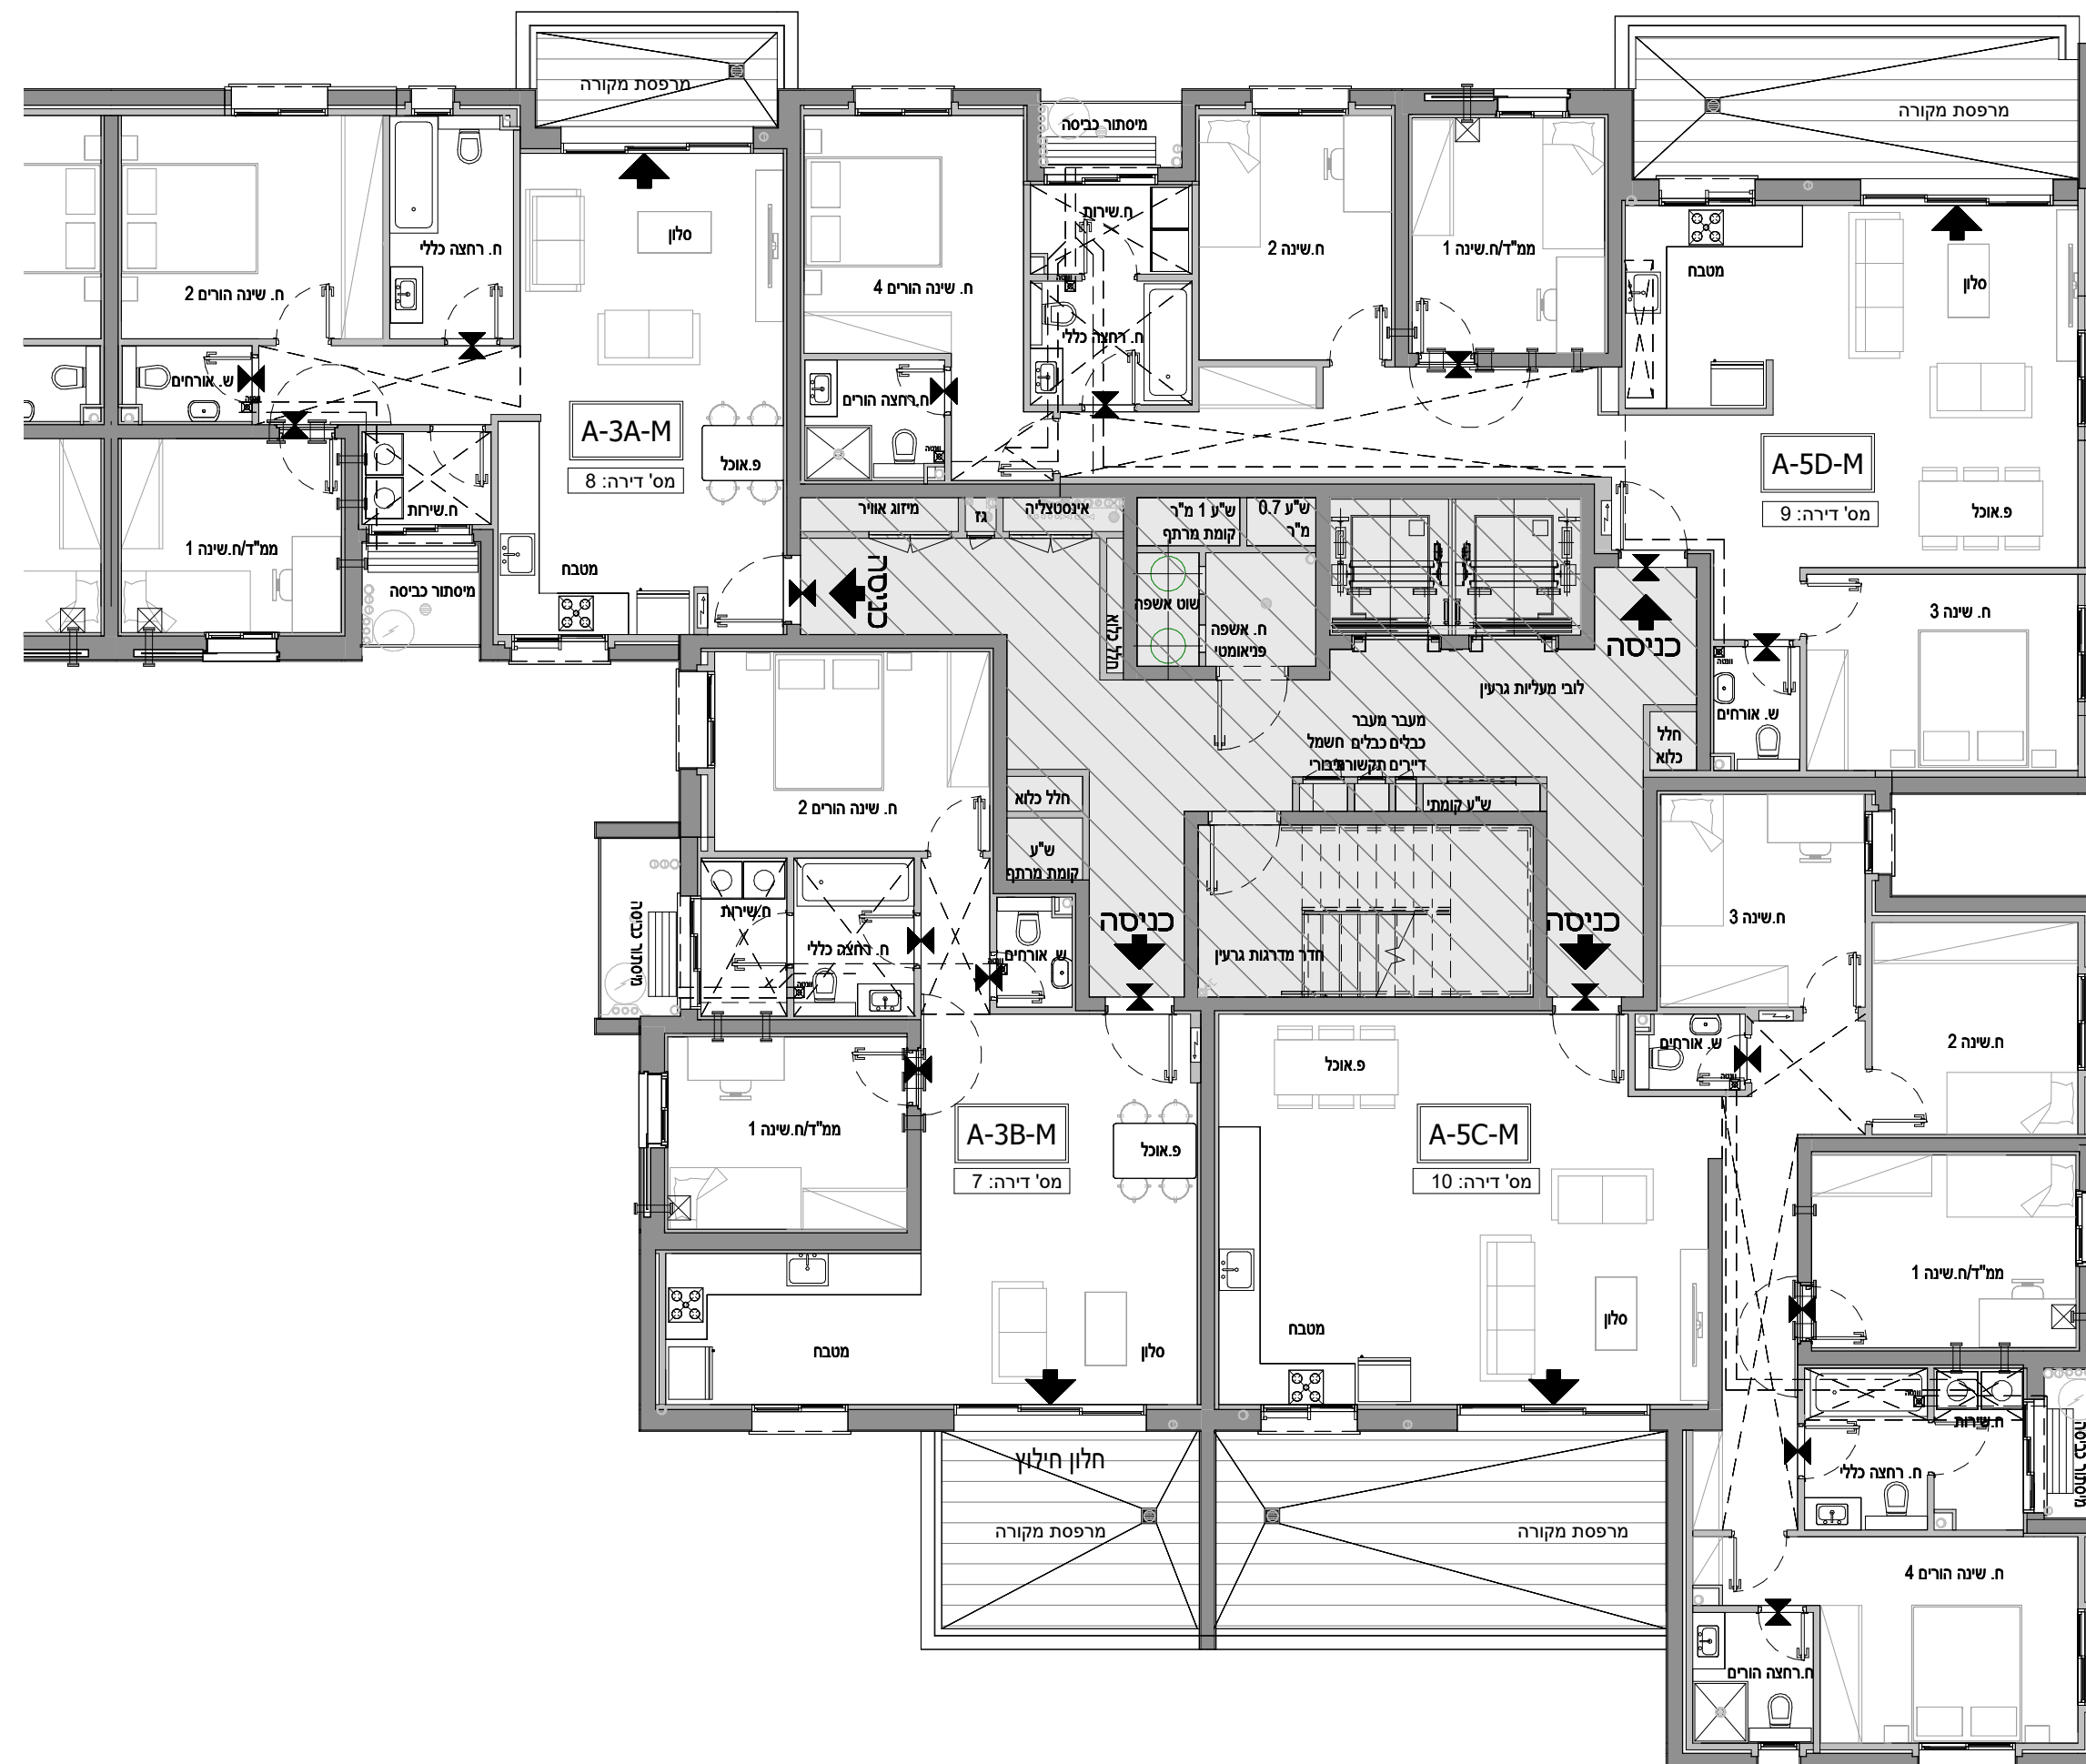 מרפסת מקורה
ח. שינה הורים 2
ח. רחצה כללי
סלון
ש. אורחים
A-3A-M
מס' דירה: 8
פ.אוכל
ח.שירות
ממ"ד/ח.שינה 1
מיסתור כביסה
מטבח
כניסה
ח. שינה הורים 4
ח.רחצה הורים
מיסתור כביסה
ח.שירות
ח. רחצה כללי
ח.שינה 2
ממ"ד/ח.שינה 1
מרפסת מקורה
מטבח
סלון
A-5D-M
מס' דירה: 9
פ.אוכל
ח. שינה 3
ש. אורחים
כניסה
מיזוג אוויר
גז
אינסטצליה
ש"ע 1 מ"ר
קומת מרתף
ש"ע 0.7
מ"ר
שוט אשפה
ח. אשפה
פניאומטי
חלל כלוא
לובי מעליות גרעין
חלל
כלוא
מעבר מעבר
חשמל כבלים כבלים
תקשורת דיירים
ש"ע קומתי
חלל כלוא
ש"ע
קומת מרתף
חדר מדרגות גרעין
כניסה
כניסה
ח. שינה הורים 2
ח.שירות
ח. רחצה כללי
ש. אורחים
מיסתור כביסה
ממ"ד/ח.שינה 1
A-3B-M
מס' דירה: 7
פ.אוכל
מטבח
סלון
חלון חילוץ
מרפסת מקורה
פ.אוכל
A-5C-M
מס' דירה: 10
מטבח
סלון
מרפסת מקורה
ח.שינה 3
ח.שינה 2
ש. אורחים
ממ"ד/ח.שינה 1
ח.שירות
ח. רחצה כללי
מיסתור כביסה
ח. שינה הורים 4
ח.רחצה הורים